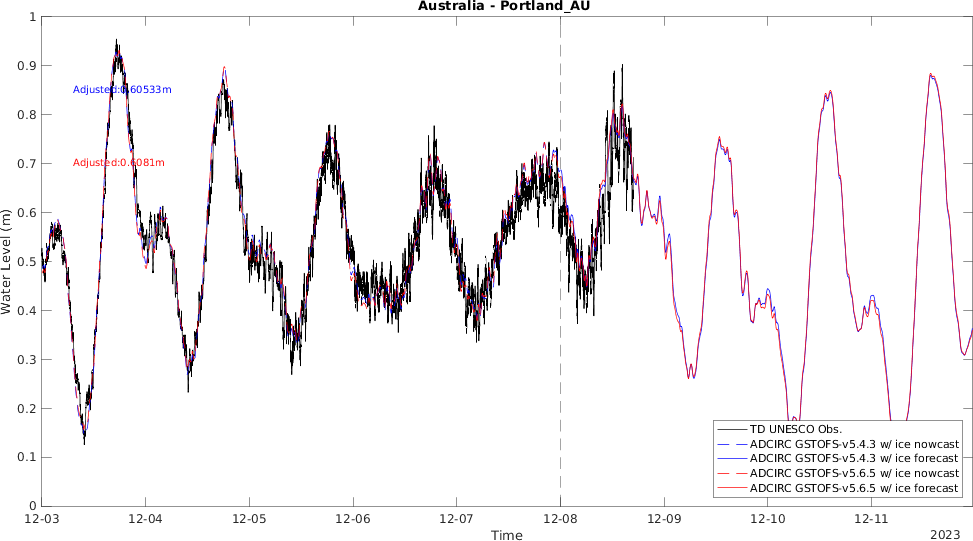 Australia - Portland_AU
1
0.9
0.8
0.7
0.6
0.5
0.4
0.3
0.2
0.1
0
Water Level (m)
Adjusted:0.60533m
Adjusted:0.6081m
TD UNESCO Obs.
ADCIRC GSTOFS-v5.4.3 w/ ice nowcast
ADCIRC GSTOFS-v5.4.3 w/ ice forecast
ADCIRC GSTOFS-v5.6.5 w/ ice nowcast
ADCIRC GSTOFS-v5.6.5 w/ ice forecast
12-03 12-04 12-05 12-06 12-07 12-08 12-09 12-10 12-11
Time
2023